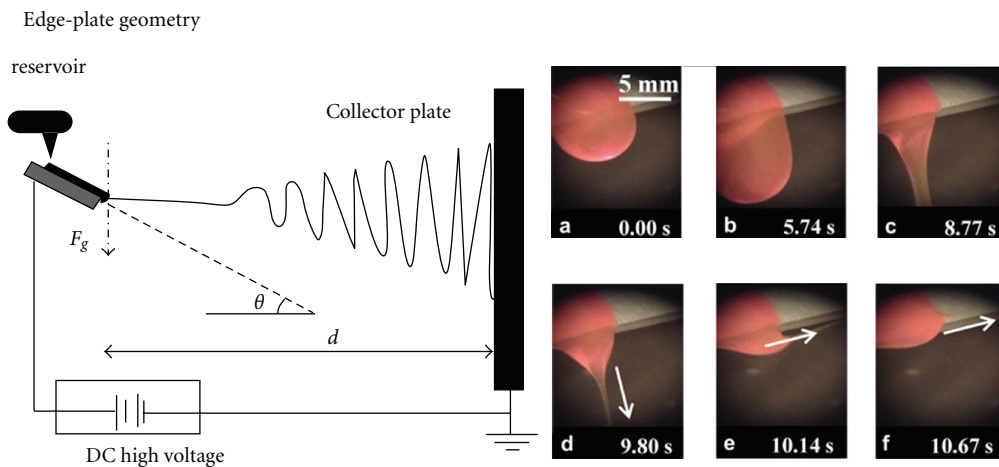 Edge-plate geometry
reservoir
Collector plate
F_g
θ
d
DC high voltage
5 mm
a 0.00 s
b 5.74 s
c 8.77 s
d 9.80 s
e 10.14 s
f 10.67 s